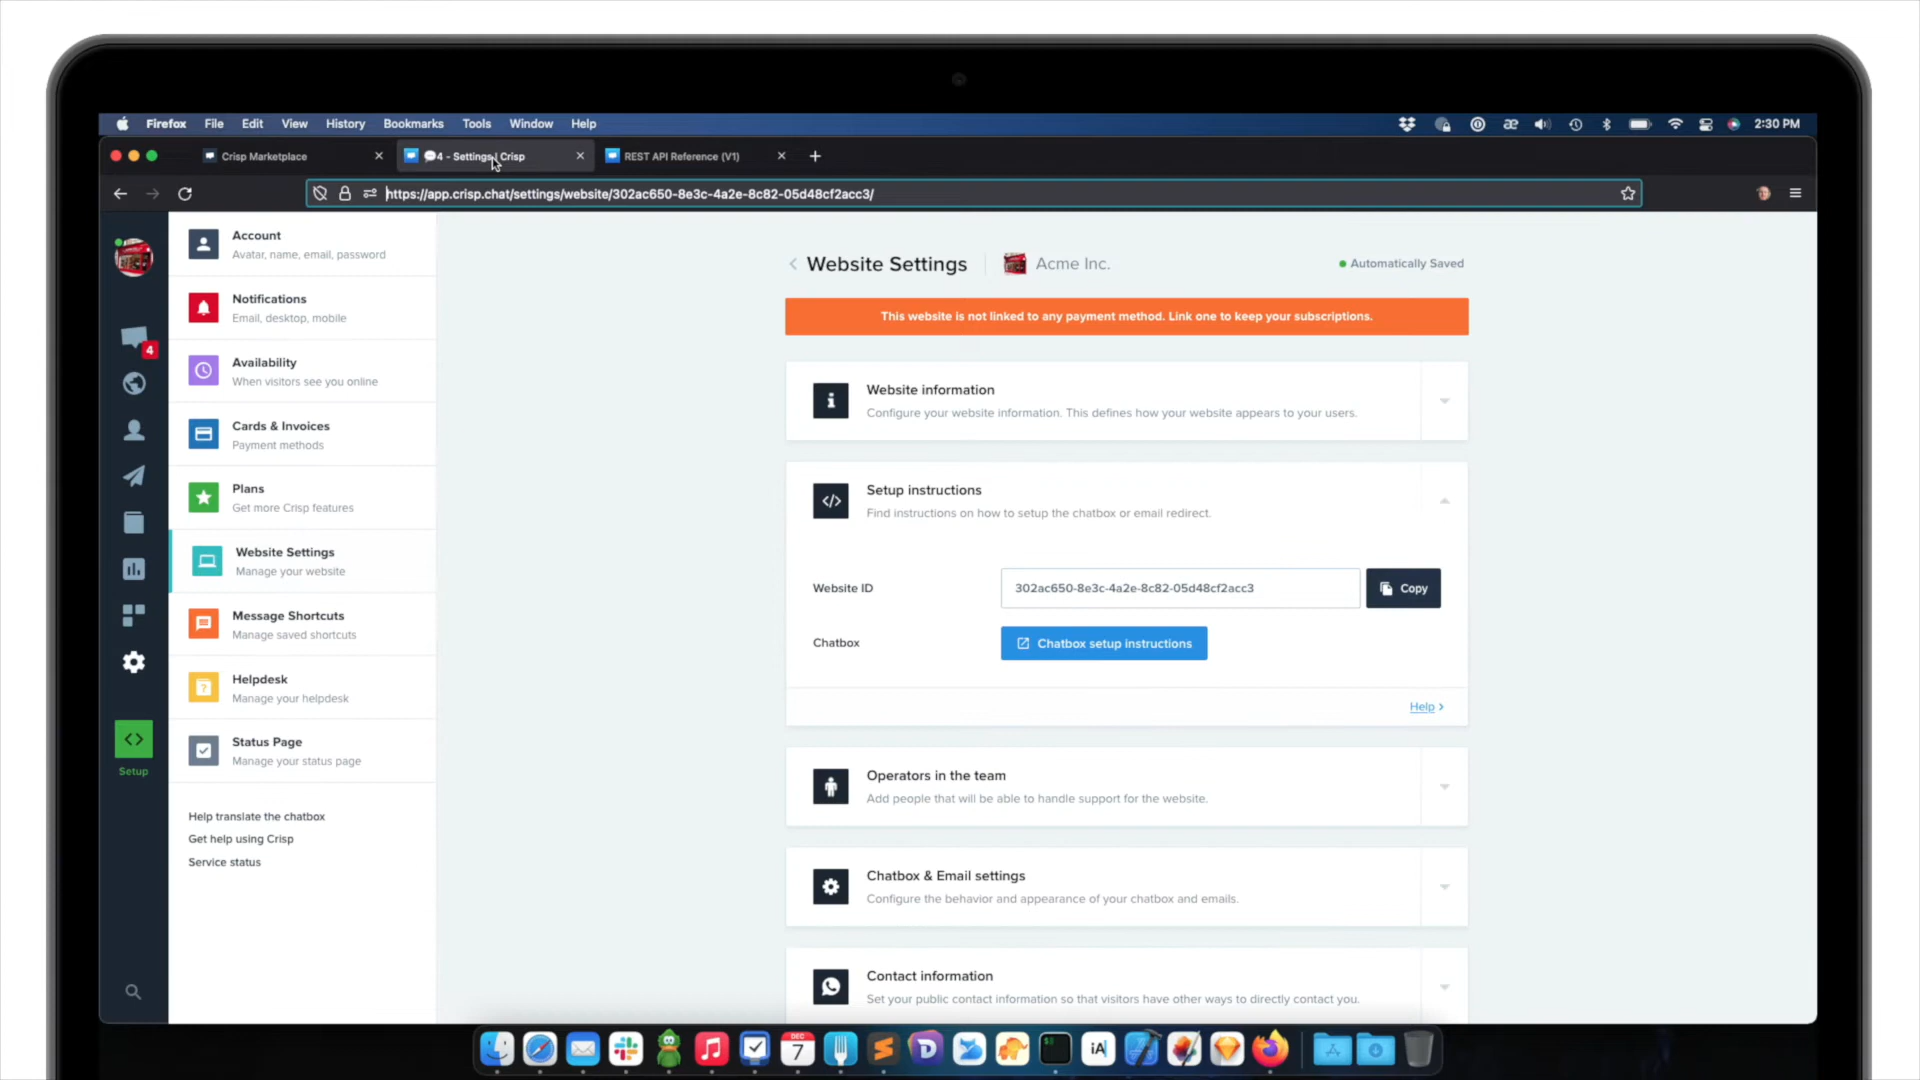 Firefox File Edit View History Bookmarks Tools Window Help 2:30 PM
Crisp Marketplace
4 - Settings | Crisp
REST API Reference (V1)
https://app.crisp.chat/settings/website/302ac650-8e3c-4a2e-8c82-05d48cf2acc3/
4
Setup
Account
Avatar, name, email, password
Notifications
Email, desktop, mobile
Availability
When visitors see you online
Cards & Invoices
Payment methods
Plans
Get more Crisp features
Website Settings
Manage your website
Message Shortcuts
Manage saved shortcuts
Helpdesk
Manage your helpdesk
Status Page
Manage your status page
Help translate the chatbox
Get help using Crisp
Service status
Website Settings Acme Inc. Automatically Saved
This website is not linked to any payment method. Link one to keep your subscriptions.
Website information
Configure your website information. This defines how your website appears to your users.
Setup instructions
Find instructions on how to setup the chatbox or email redirect.
Website ID 302ac650-8e3c-4a2e-8c82-05d48cf2acc3 Copy
Chatbox Chatbox setup instructions
Help
Operators in the team
Add people that will be able to handle support for the website.
Chatbox & Email settings
Configure the behavior and appearance of your chatbox and emails.
Contact information
Set your public contact information so that visitors have other ways to directly contact you.
DEC
7
iA